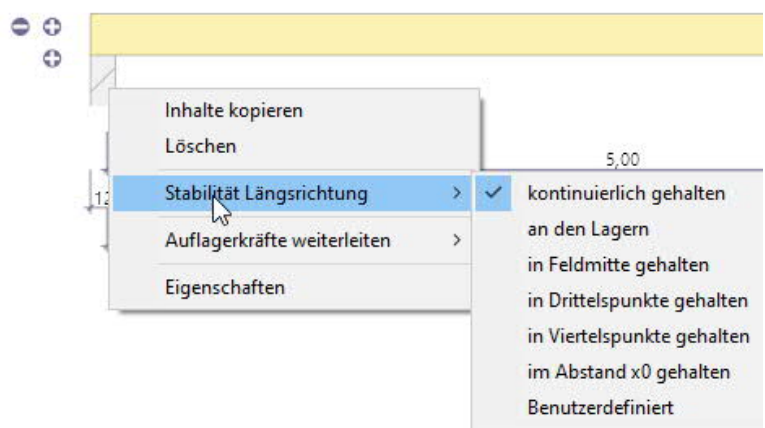 Inhalte kopieren
Löschen
5,00
12
Stabilität Längsrichtung
kontinuierlich gehalten
an den Lagern
Auflagerkräfte weiterleiten
in Feldmitte gehalten
Eigenschaften
in Drittelspunkte gehalten
in Viertelspunkte gehalten
im Abstand x0 gehalten
Benutzerdefiniert